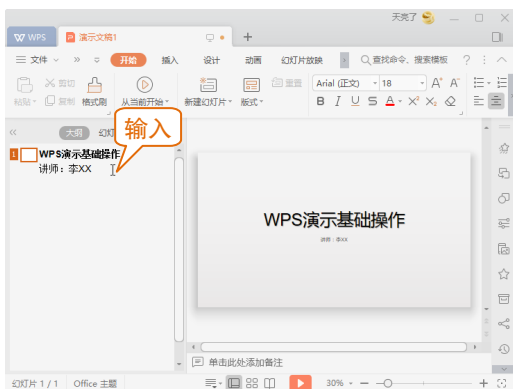 天亮了
WPS 演示文稿1
文件 开始 插入 设计 动画 幻灯片放映 查找命令、搜索模板
剪切 Arial (正文) 18
粘贴 复制 格式刷 从当前开始 新建幻灯片 版式 重置 B I U S A X² X₂
大纲 幻灯
输入
1 WPS演示基础操作
讲师：李XX
WPS演示基础操作
讲师：李XX
单击此处添加备注
幻灯片 1 / 1 Office 主题 30%